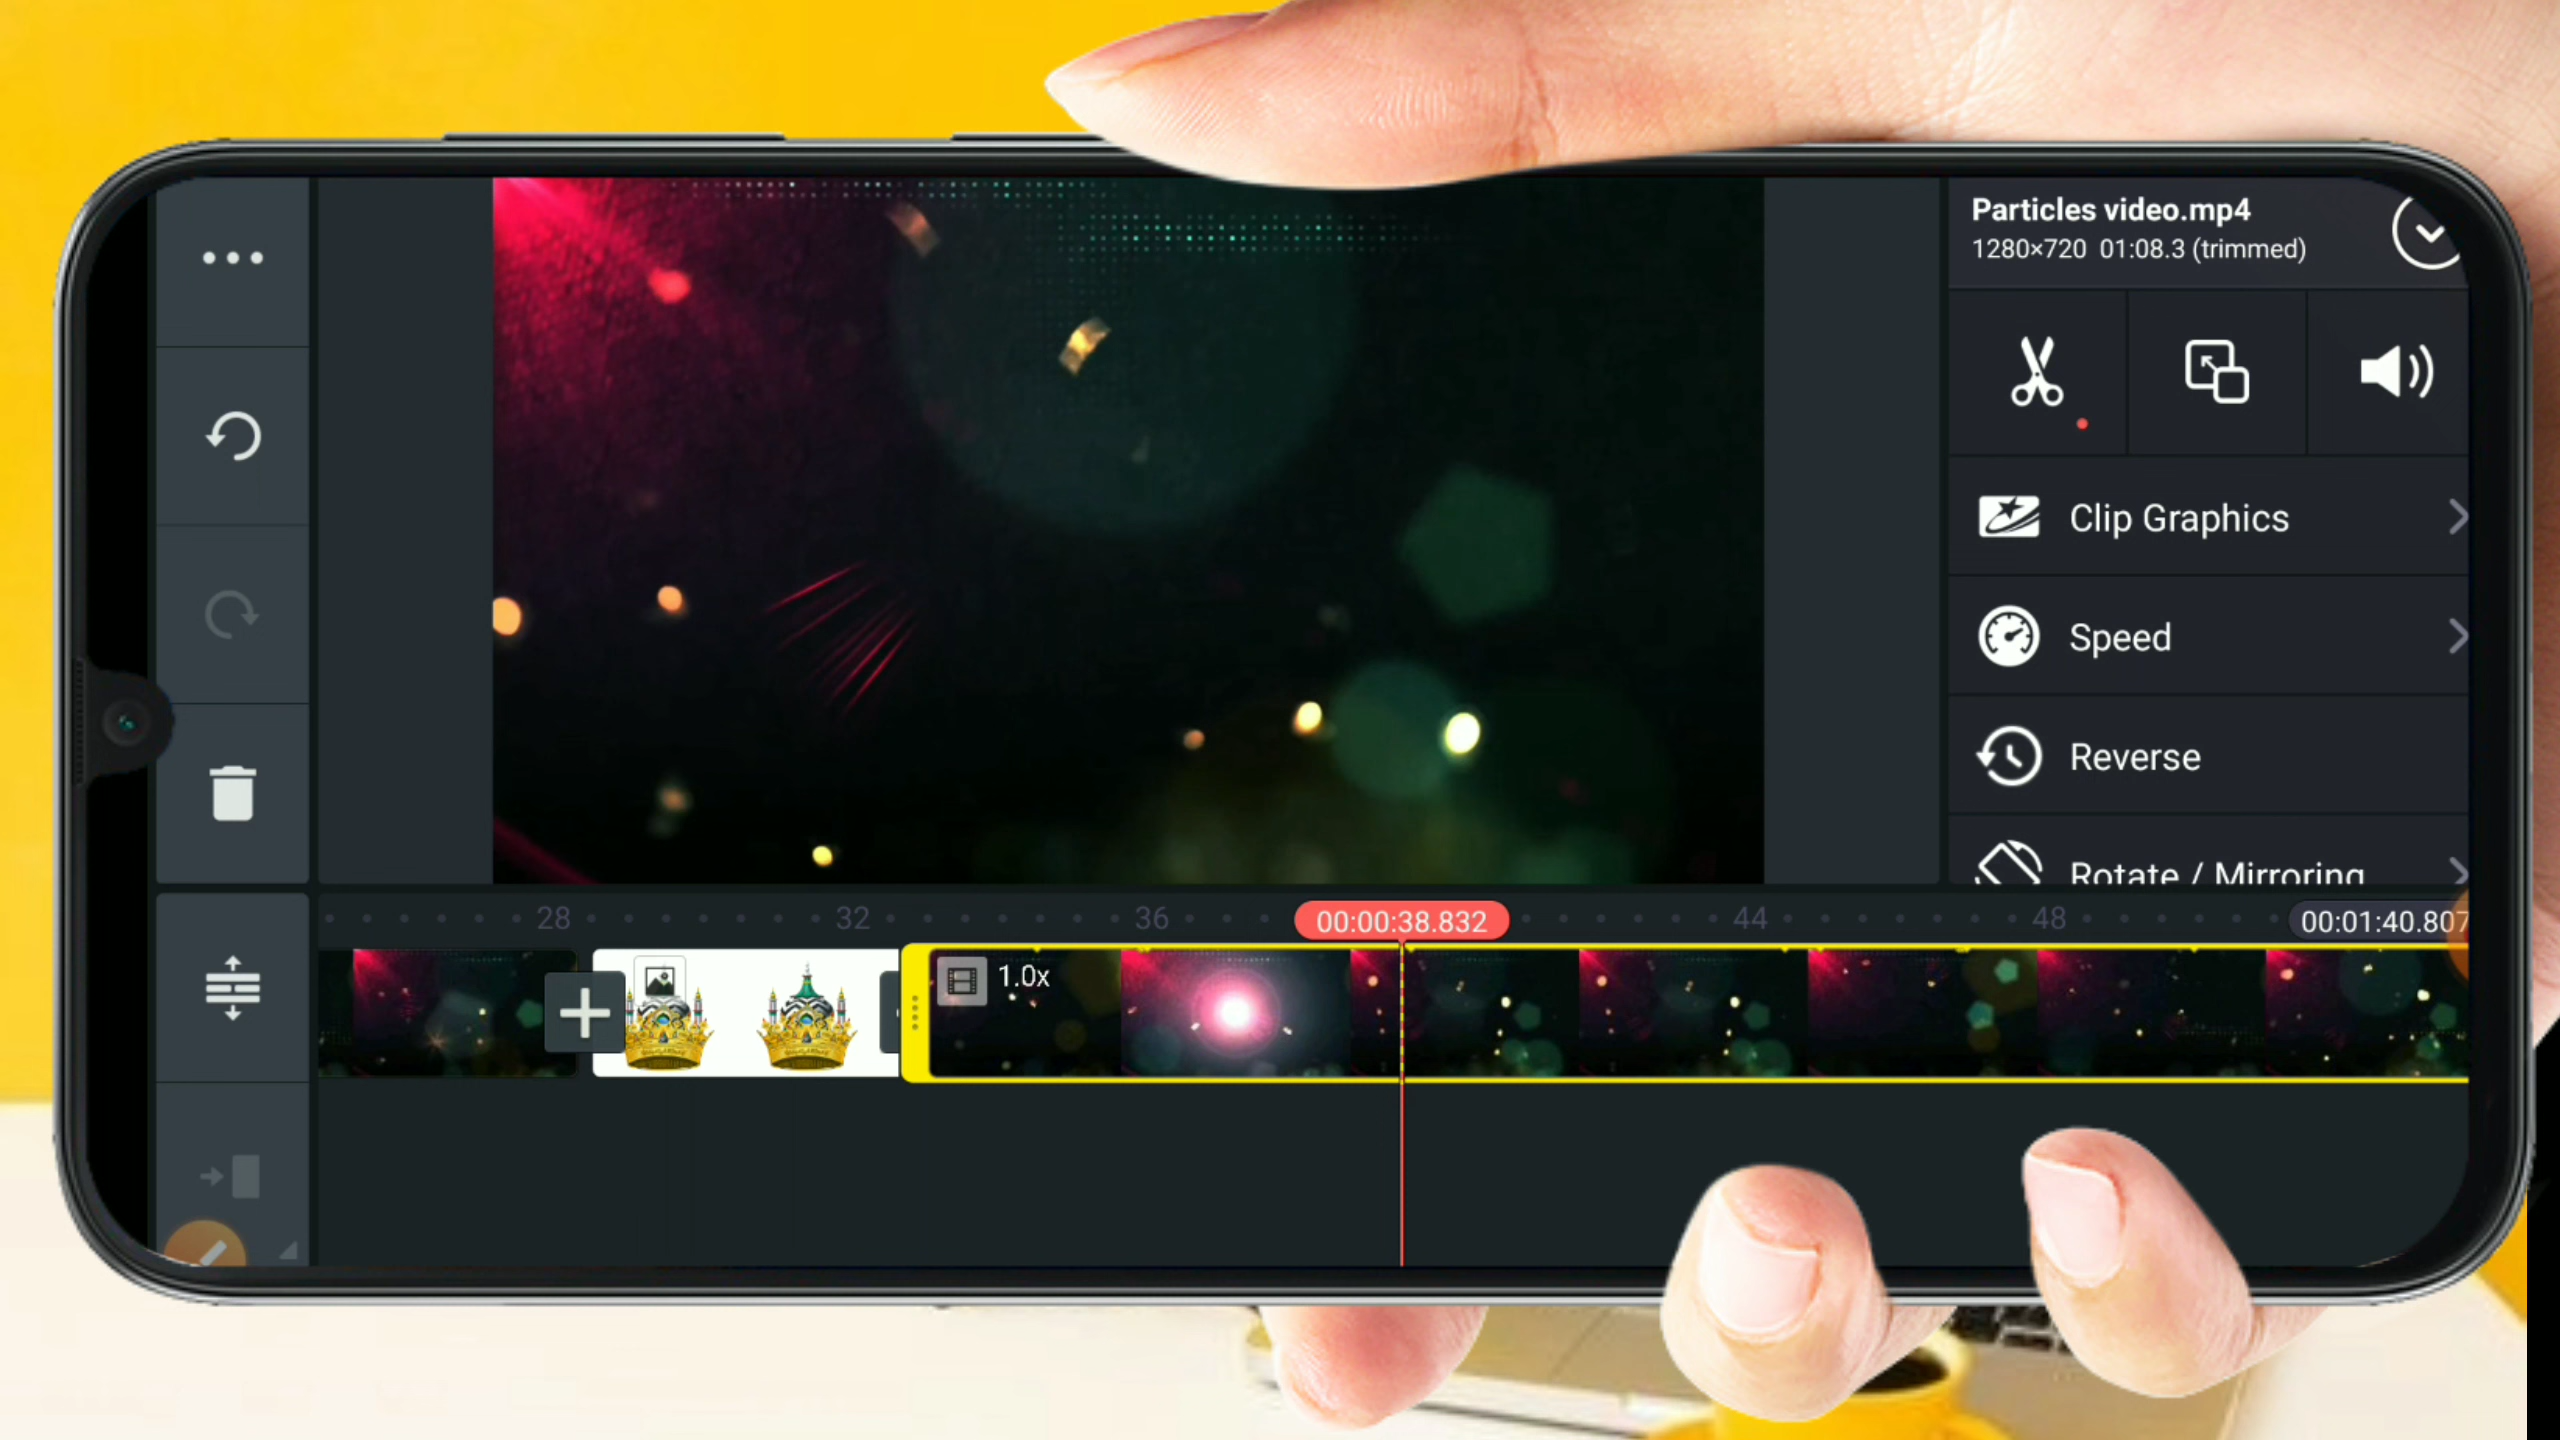 Particles video.mp4
1280×720 01:08.3 (trimmed)
Clip Graphics
Speed
Reverse
Rotate / Mirroring
28
32
36
00:00:38.832
44
48
00:01:40.807
1.0x